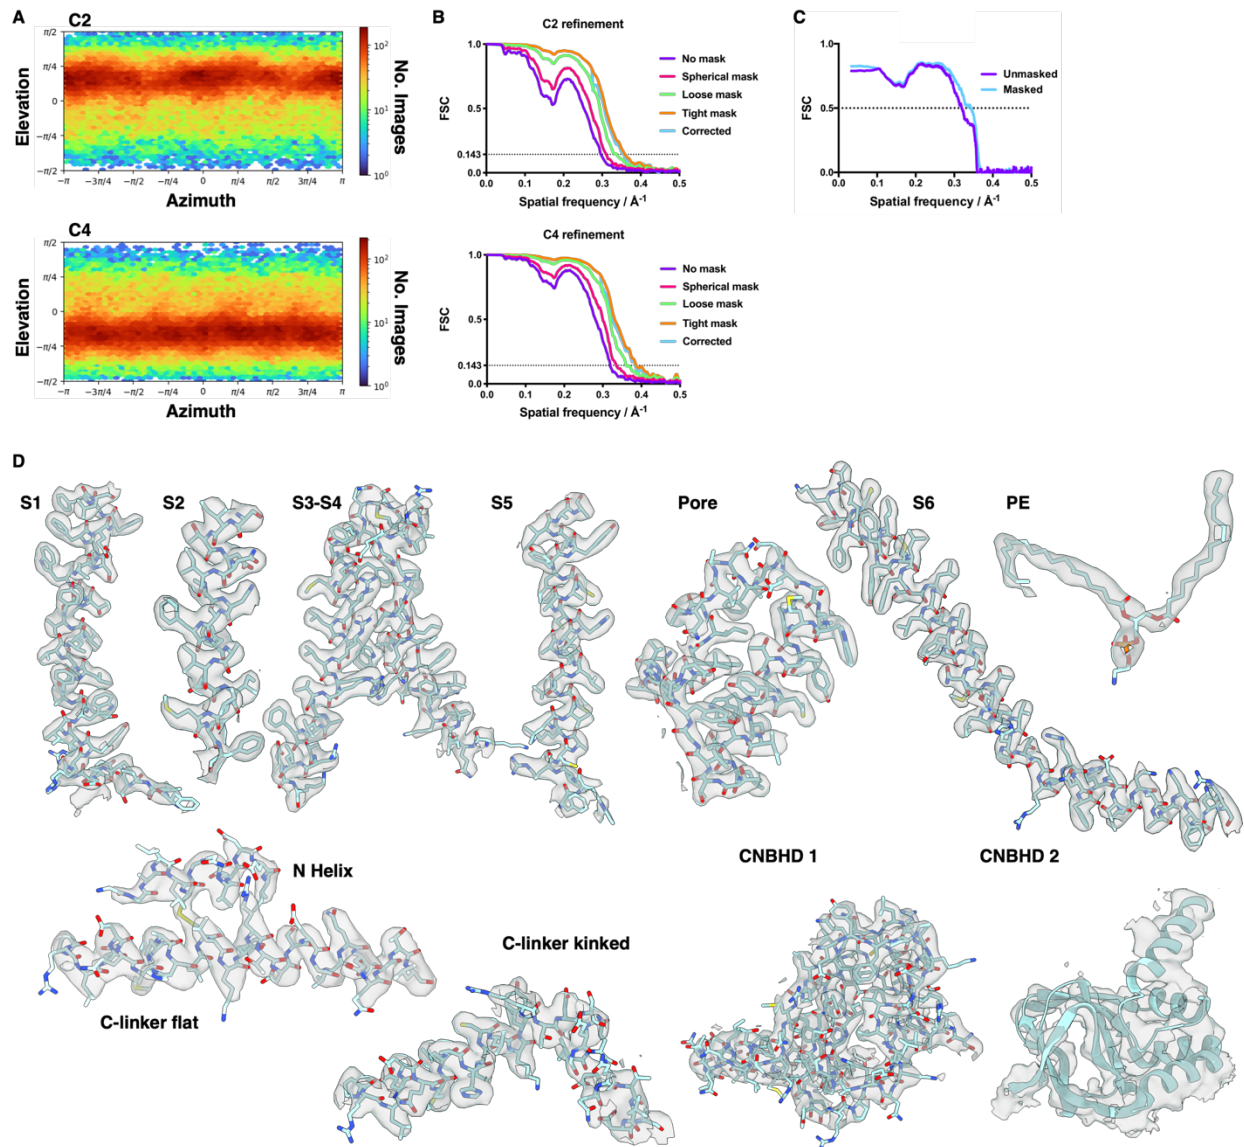 A
C2
π/2
π/4
0
−π/4
−π/2
Elevation
−π −3π/4 −π/2 −π/4 0 π/4 π/2 3π/4 π
Azimuth
10²
10¹
10⁰
No. Images
C4
π/2
π/4
0
−π/4
−π/2
Elevation
−π −3π/4 −π/2 −π/4 0 π/4 π/2 3π/4 π
Azimuth
10²
10¹
10⁰
No. Images
B
C2 refinement
1.0
0.5
0.143
0.0
FSC
No mask
Spherical mask
Loose mask
Tight mask
Corrected
0.0 0.1 0.2 0.3 0.4 0.5
Spatial frequency / Å⁻¹
C4 refinement
1.0
0.5
0.143
0.0
FSC
No mask
Spherical mask
Loose mask
Tight mask
Corrected
0.0 0.1 0.2 0.3 0.4 0.5
Spatial frequency / Å⁻¹
C
1.0
0.5
0.0
FSC
Unmasked
Masked
0.0 0.1 0.2 0.3 0.4 0.5
Spatial frequency / Å⁻¹
D
S1 S2 S3-S4 S5 Pore S6 PE
N Helix
C-linker flat
C-linker kinked
CNBHD 1
CNBHD 2